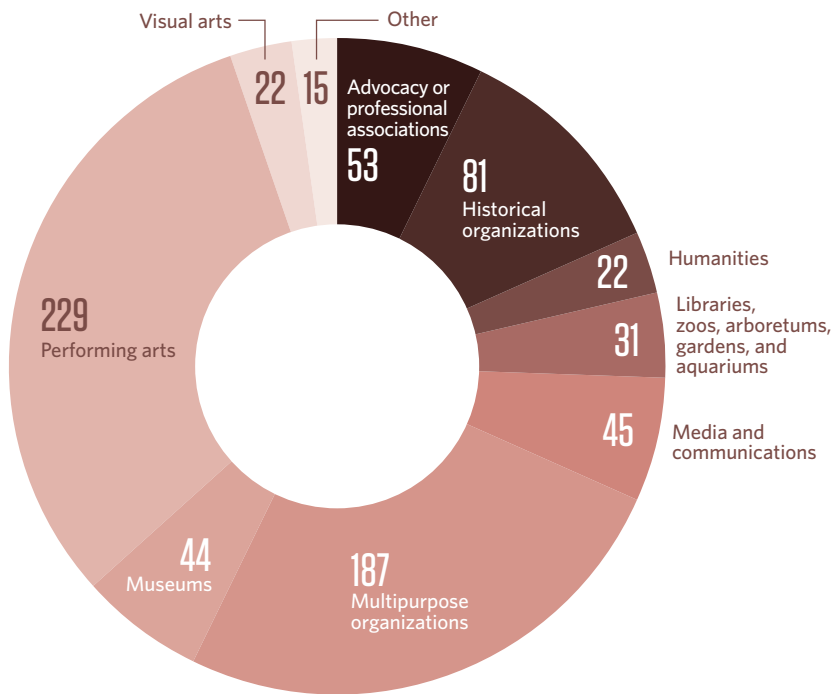 Visual arts
22
Other
15
Advocacy or
professional
associations
53
81
Historical
organizations
22
Humanities
31
Libraries,
zoos, arboretums,
gardens, and
aquariums
45
Media and
communications
187
Multipurpose
organizations
44
Museums
229
Performing arts